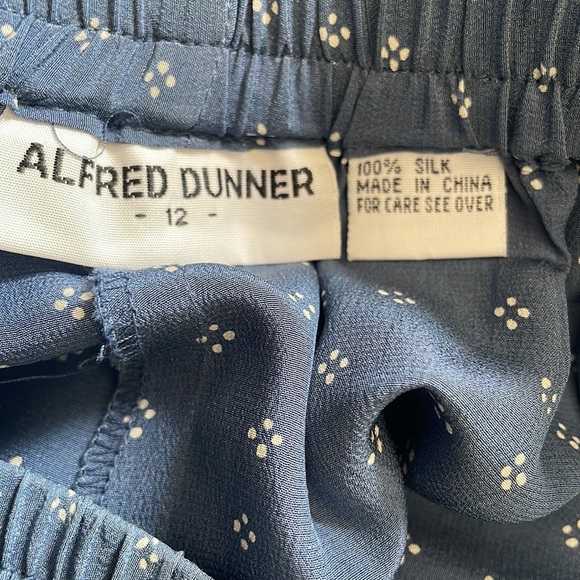 ALFRED DUNNER
- 12 -
100% SILK
MADE IN CHINA
FOR CARE SEE OVER